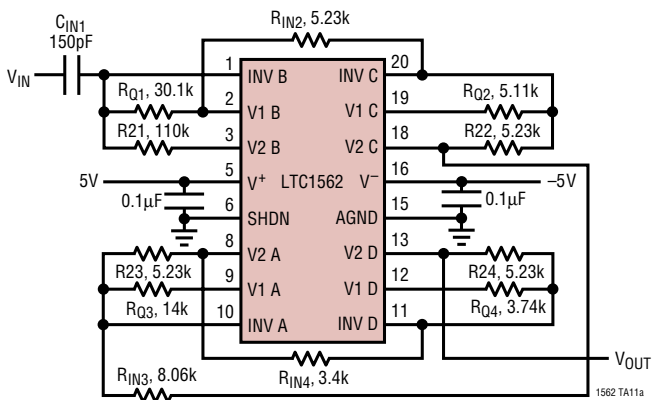 R_IN2, 5.23k
C_IN1
150pF
V_IN
1
INV B
INV C
20
R_Q1, 30.1k
2
V1 B
V1 C
19
R_Q2, 5.11k
R21, 110k
3
V2 B
V2 C
18
R22, 5.23k
5V
5
V+
LTC1562
V–
16
–5V
0.1µF
6
SHDN
AGND
15
0.1µF
8
V2 A
V2 D
13
R23, 5.23k
9
V1 A
V1 D
12
R24, 5.23k
R_Q3, 14k
10
INV A
INV D
11
R_Q4, 3.74k
R_IN3, 8.06k
R_IN4, 3.4k
V_OUT
1562 TA11a